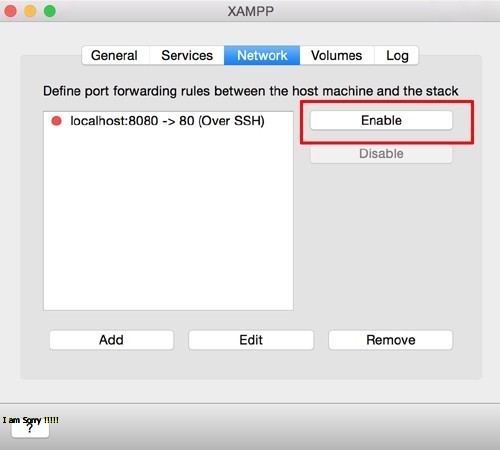 XAMPP
General Services Network Volumes Log
Define port forwarding rules between the host machine and the stack
localhost:8080 -> 80 (Over SSH)
Enable
Disable
Add Edit Remove
I am Sorry !!!!!
?